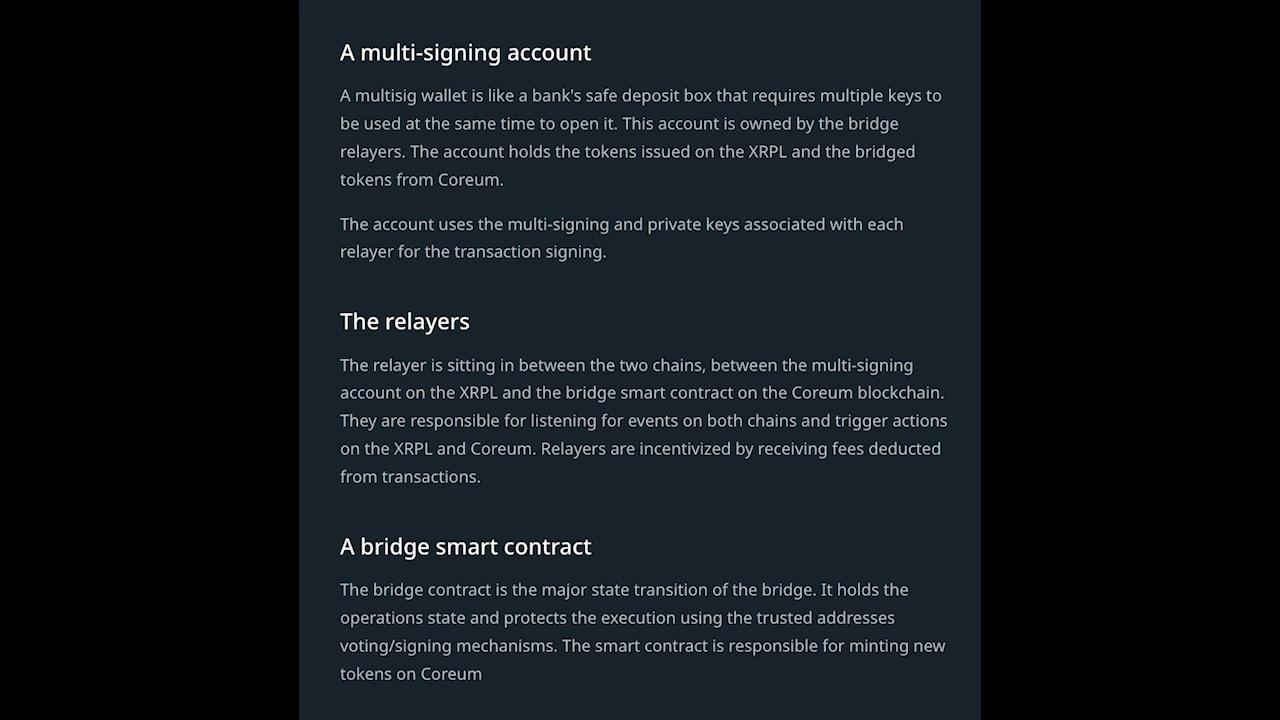 A multi-signing account
A multisig wallet is like a bank's safe deposit box that requires multiple keys to
be used at the same time to open it. This account is owned by the bridge
relayers. The account holds the tokens issued on the XRPL and the bridged
tokens from Coreum.
The account uses the multi-signing and private keys associated with each
relayer for the transaction signing.
The relayers
The relayer is sitting in between the two chains, between the multi-signing
account on the XRPL and the bridge smart contract on the Coreum blockchain.
They are responsible for listening for events on both chains and trigger actions
on the XRPL and Coreum. Relayers are incentivized by receiving fees deducted
from transactions.
A bridge smart contract
The bridge contract is the major state transition of the bridge. It holds the
operations state and protects the execution using the trusted addresses
voting/signing mechanisms. The smart contract is responsible for minting new
tokens on Coreum